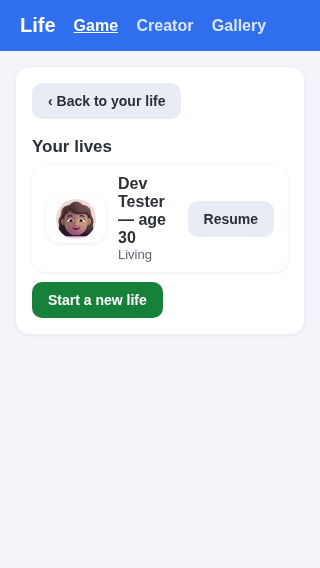 Life Game Creator Gallery
‹ Back to your life
Your lives
Dev
Tester
— age
30
Living
Resume
Start a new life